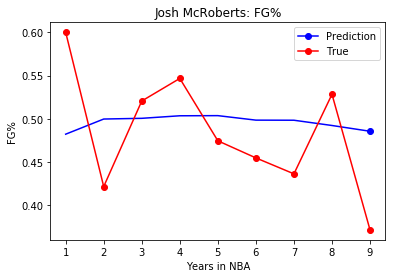 Josh McRoberts: FG%
Prediction
True
0.60
0.55
0.50
0.45
0.40
FG%
1 2 3 4 5 6 7 8 9
Years in NBA